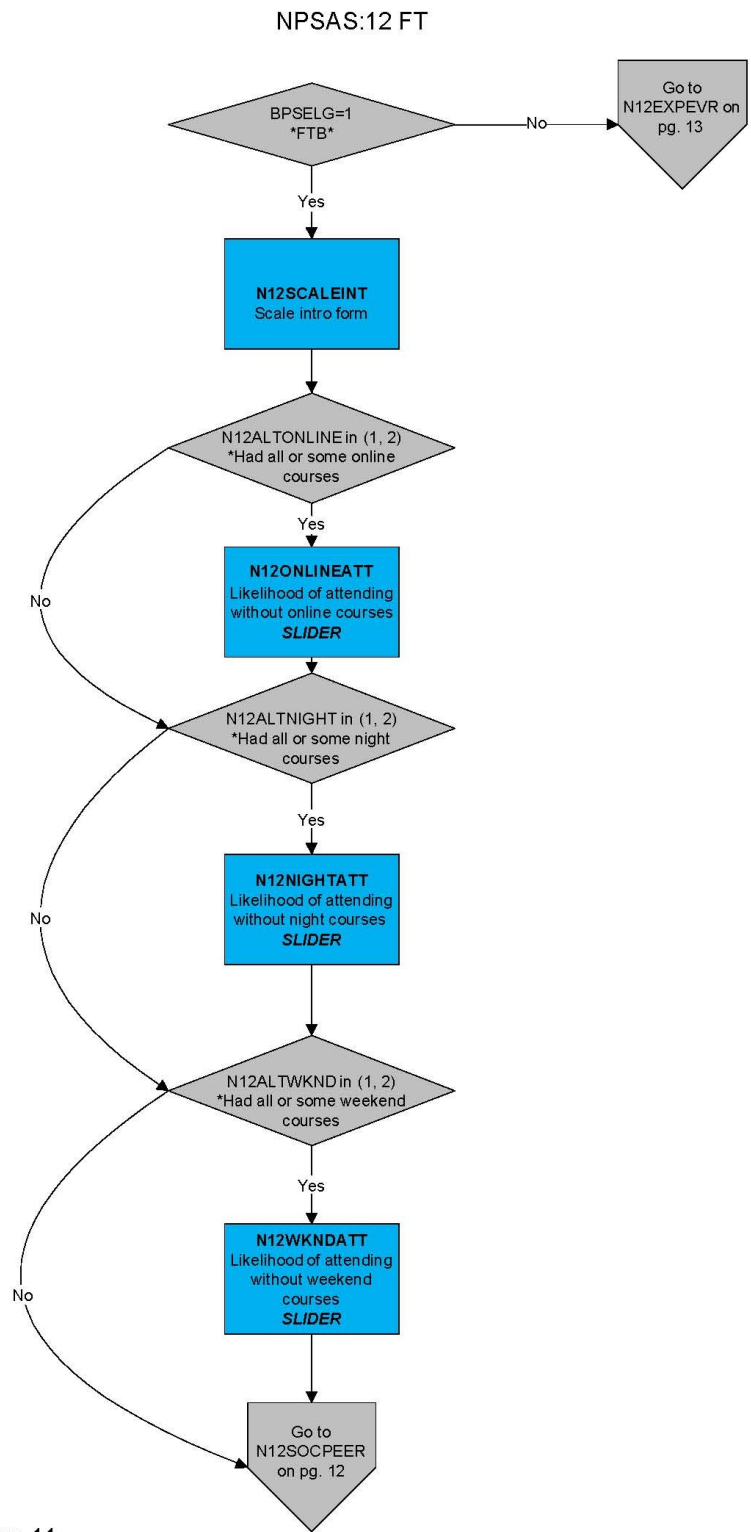 NPSAS:12 FT
BPSELG=1
*FTB*
No
Go to
N12EXPEVR on
pg. 13
Yes
N12SCALEINT
Scale intro form
N12ALTONLINE in (1, 2)
*Had all or some online
courses
Yes
No
N12ONLINEATT
Likelihood of attending
without online courses
SLIDER
N12ALTNIGHT in (1, 2)
*Had all or some night
courses
Yes
No
N12NIGHTATT
Likelihood of attending
without night courses
SLIDER
N12ALTWKND in (1, 2)
*Had all or some weekend
courses
Yes
No
N12WKNDATT
Likelihood of attending
without weekend
courses
SLIDER
Go to
N12SOCPEER
on pg. 12